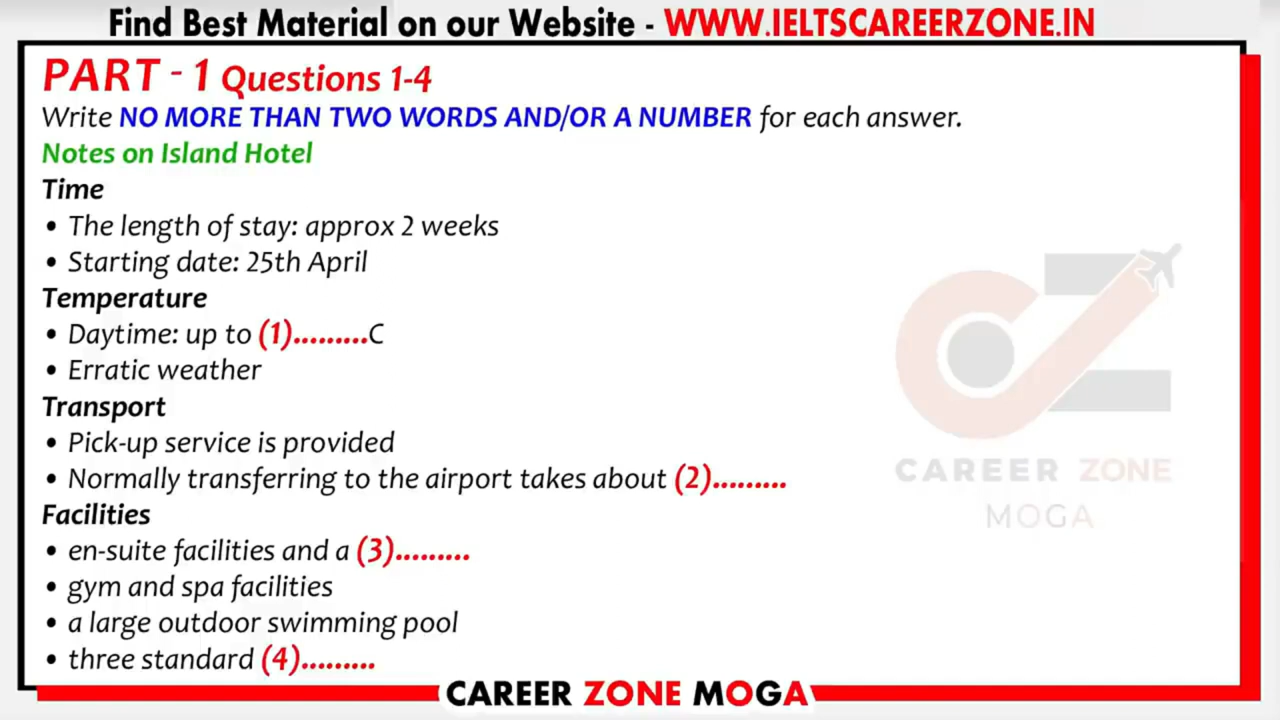 Find Best Material on our Website - WWW.IELTSCAREERZONE.IN
PART - 1 Questions 1-4
Write NO MORE THAN TWO WORDS AND/OR A NUMBER for each answer.
Notes on Island Hotel
Time
• The length of stay: approx 2 weeks
• Starting date: 25th April
Temperature
• Daytime: up to (1).........C
• Erratic weather
Transport
• Pick-up service is provided
• Normally transferring to the airport takes about (2).........
Facilities
• en-suite facilities and a (3).........
• gym and spa facilities
• a large outdoor swimming pool
• three standard (4).........
CAREER ZONE
MOGA
CAREER ZONE MOGA